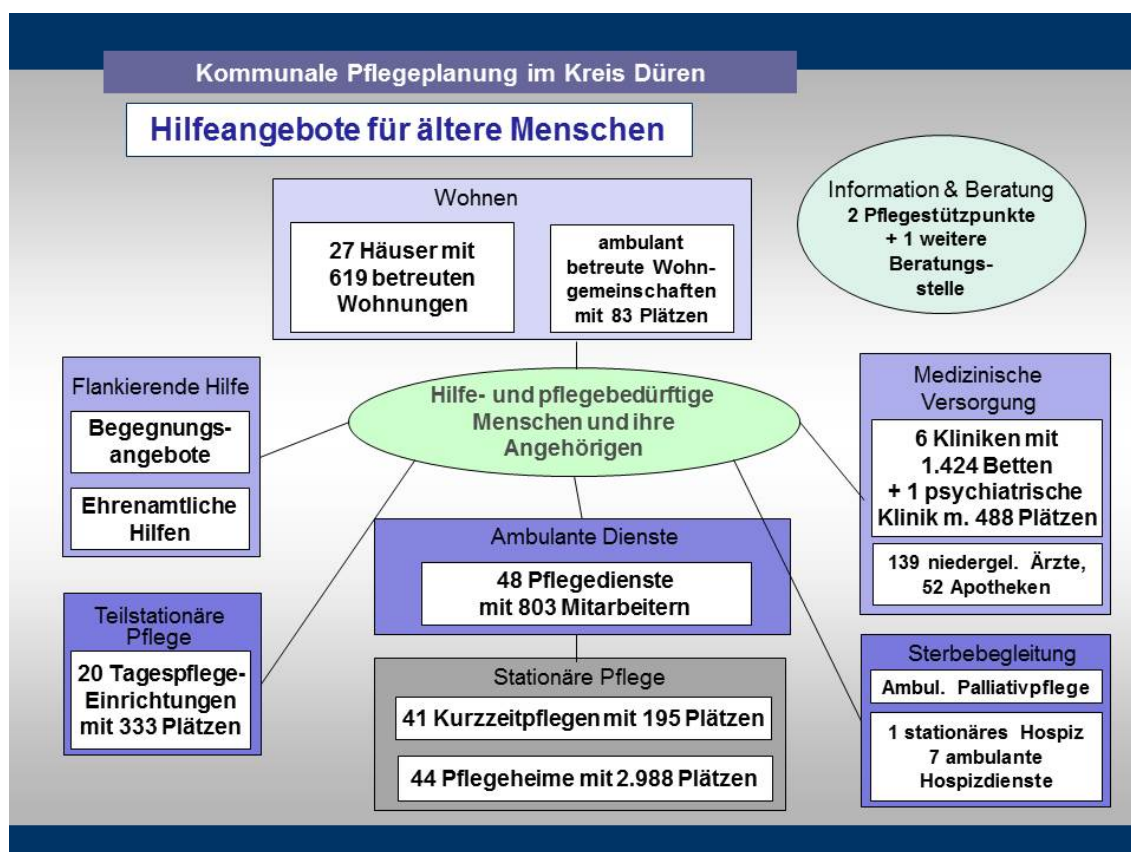 Kommunale Pflegeplanung im Kreis Düren
Hilfeangebote für ältere Menschen
Wohnen
27 Häuser mit
619 betreuten
Wohnungen
ambulant
betreute Wohn-
gemeinschaften
mit 83 Plätzen
Information & Beratung
2 Pflegestützpunkte
+ 1 weitere
Beratungs-
stelle
Flankierende Hilfe
Begegnungs-
angebote
Ehrenamtliche
Hilfen
Hilfe- und pflegebedürftige
Menschen und ihre
Angehörigen
Medizinische
Versorgung
6 Kliniken mit
1.424 Betten
+ 1 psychiatrische
Klinik m. 488 Plätzen
139 niedergel. Ärzte,
52 Apotheken
Ambulante Dienste
48 Pflegedienste
mit 803 Mitarbeitern
Teilstationäre
Pflege
20 Tagespflege-
Einrichtungen
mit 333 Plätzen
Stationäre Pflege
41 Kurzzeitpflegen mit 195 Plätzen
44 Pflegeheime mit 2.988 Plätzen
Sterbebegleitung
Ambul. Palliativpflege
1 stationäres Hospiz
7 ambulante
Hospizdienste